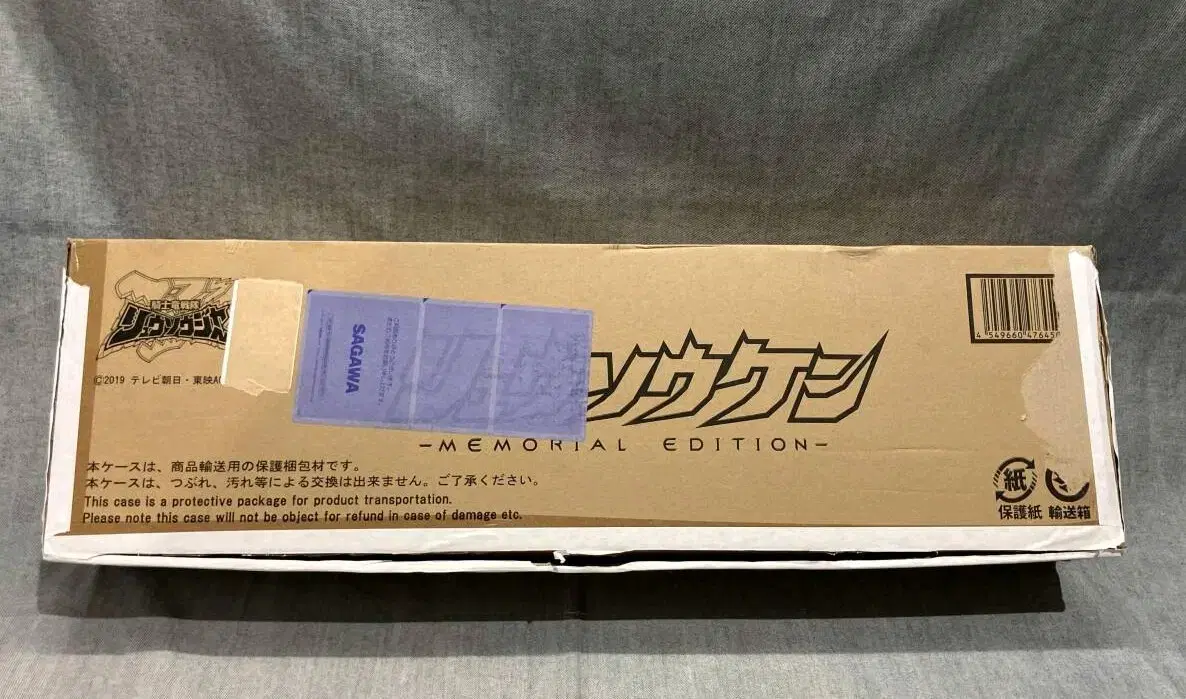 騎士竜戦隊
リュウソウジャ
©2019 テレビ朝日・東映A
SAGAWA
ソウケン
-MEMORIAL EDITION-
4 549660 47645
本ケースは、商品輸送用の保護梱包材です。
本ケースは、つぶれ、汚れ等による交換は出来ません。ご了承ください。
This case is a protective package for product transportation.
Please note this case will not be object for refund in case of damage etc.
紙
保護紙 輸送箱